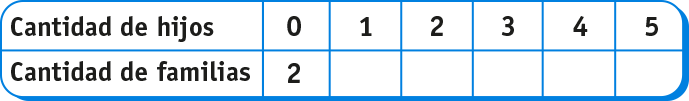 Cantidad de hijos 0 1 2 3 4 5
Cantidad de familias 2